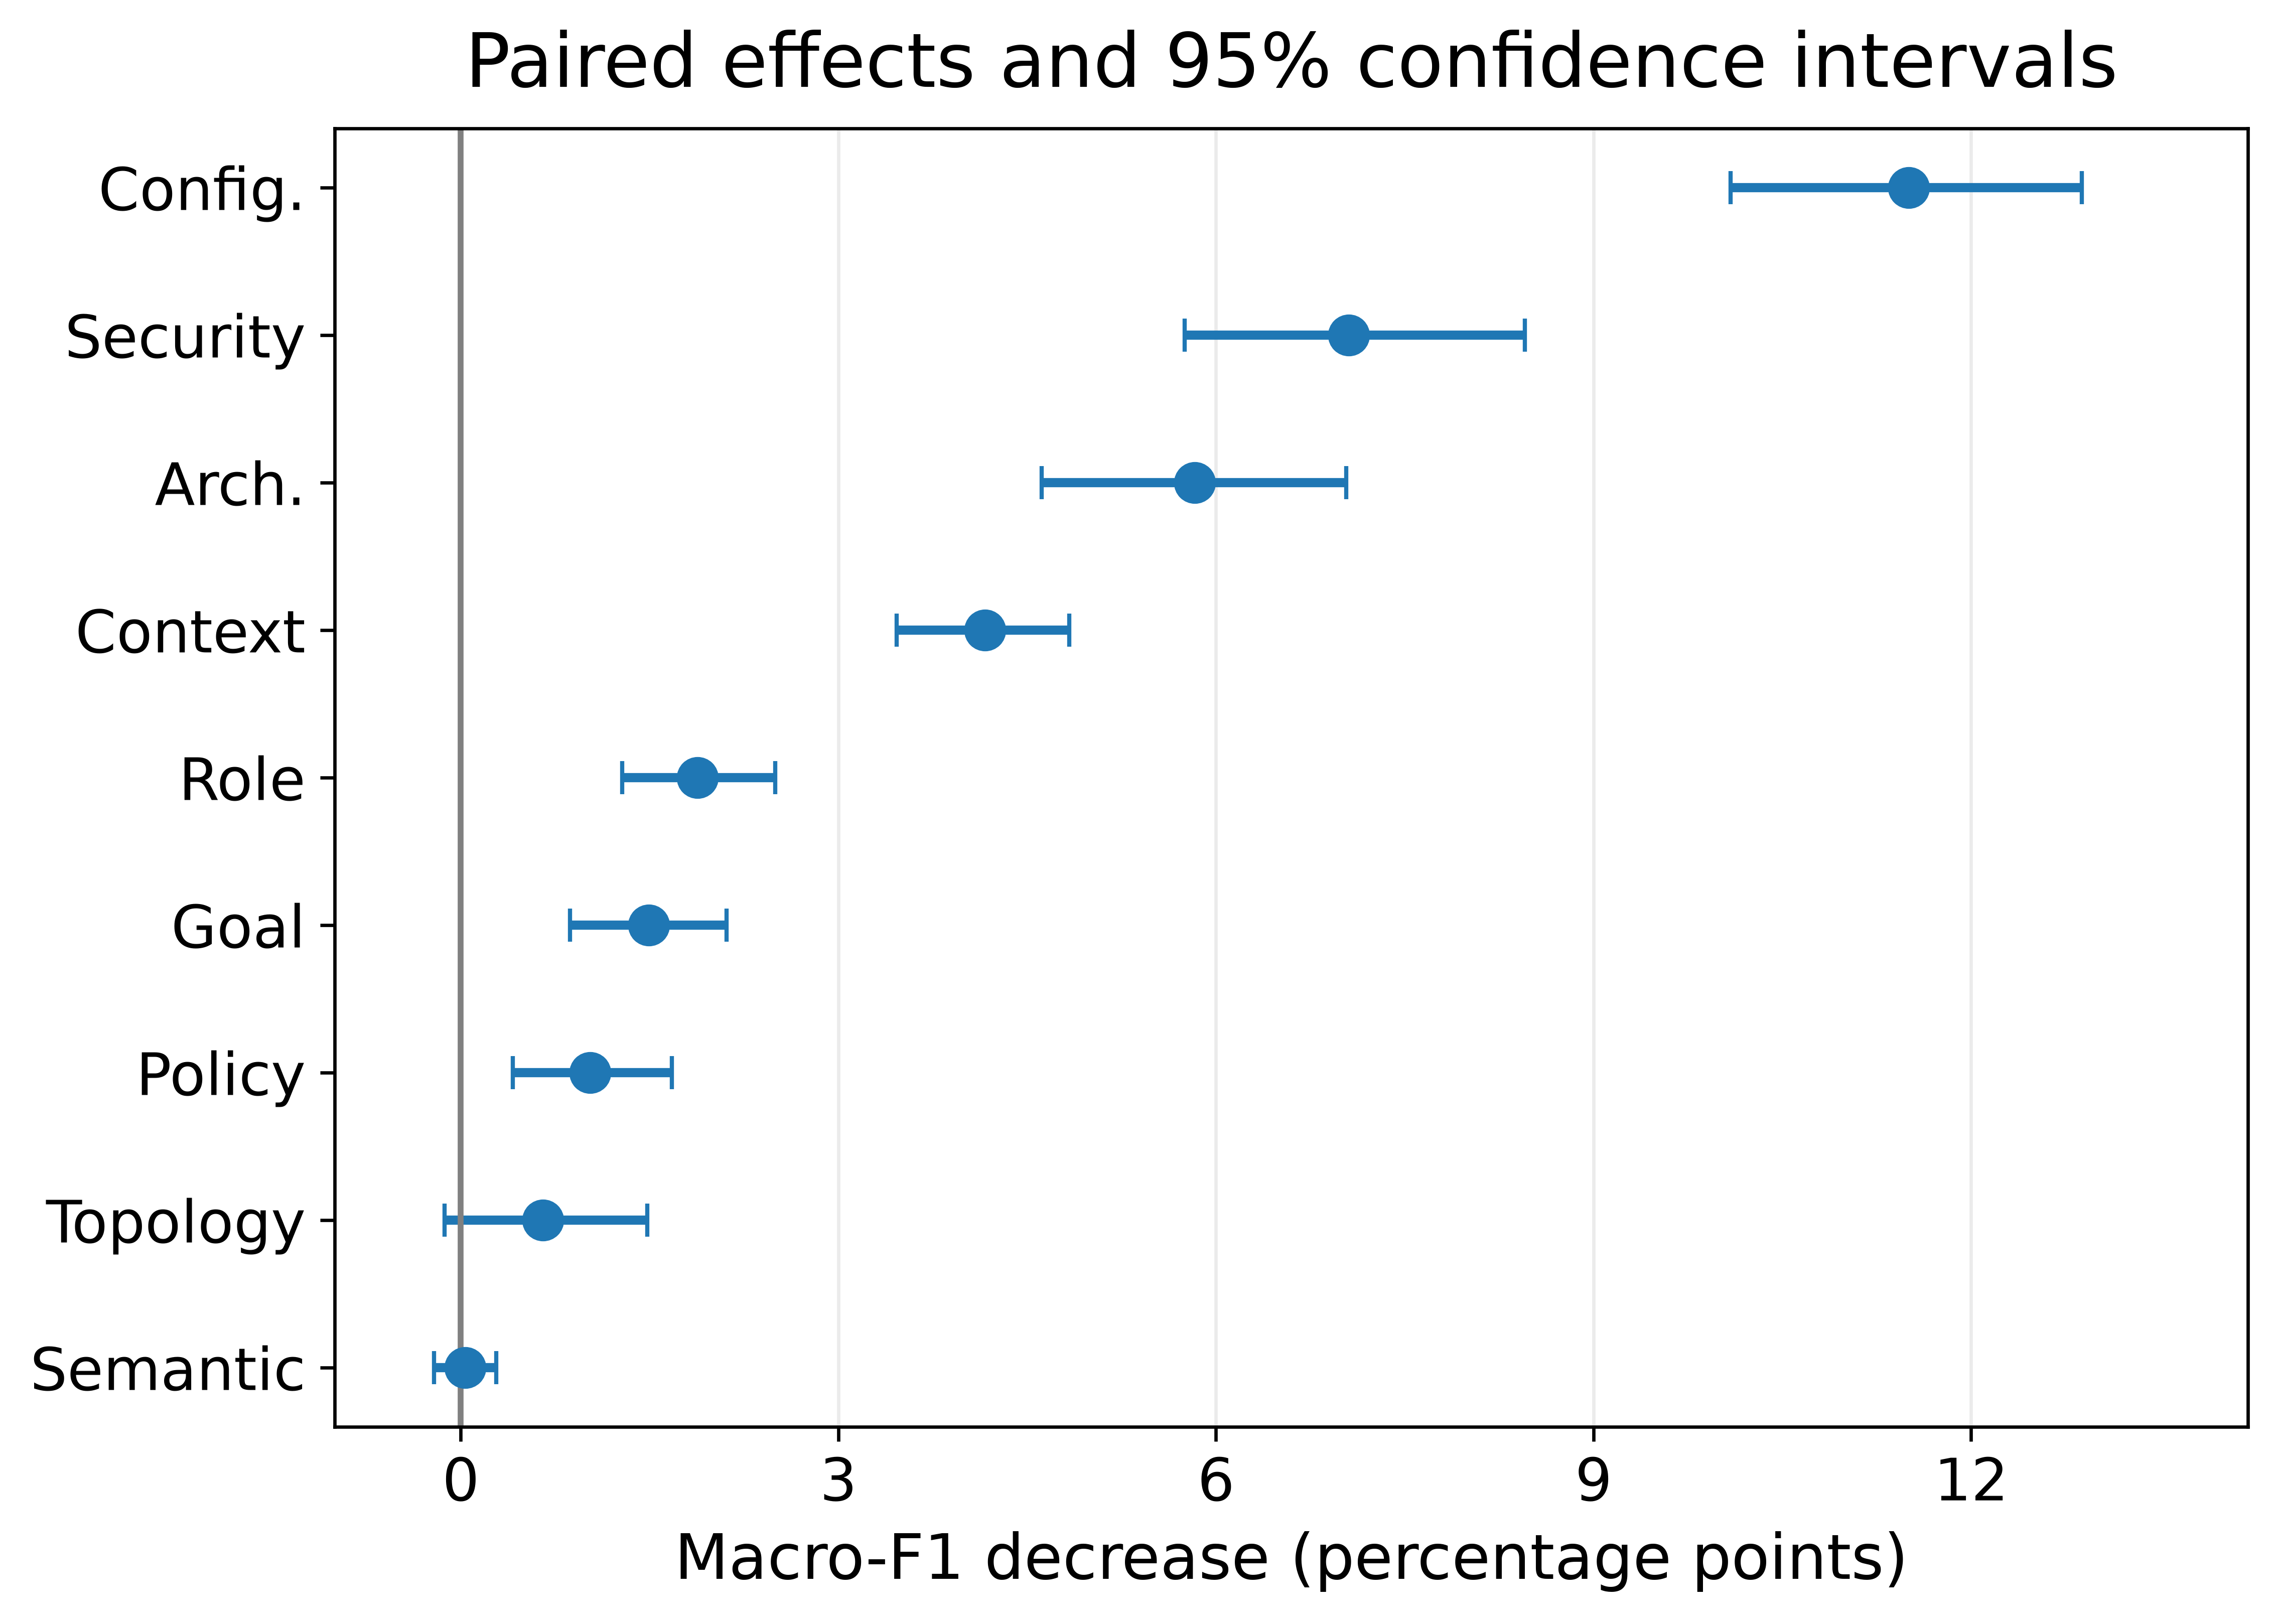 Paired effects and 95% confidence intervals
Config.
Security
Arch.
Context
Role
Goal
Policy
Topology
Semantic
0 3 6 9 12
Macro-F1 decrease (percentage points)